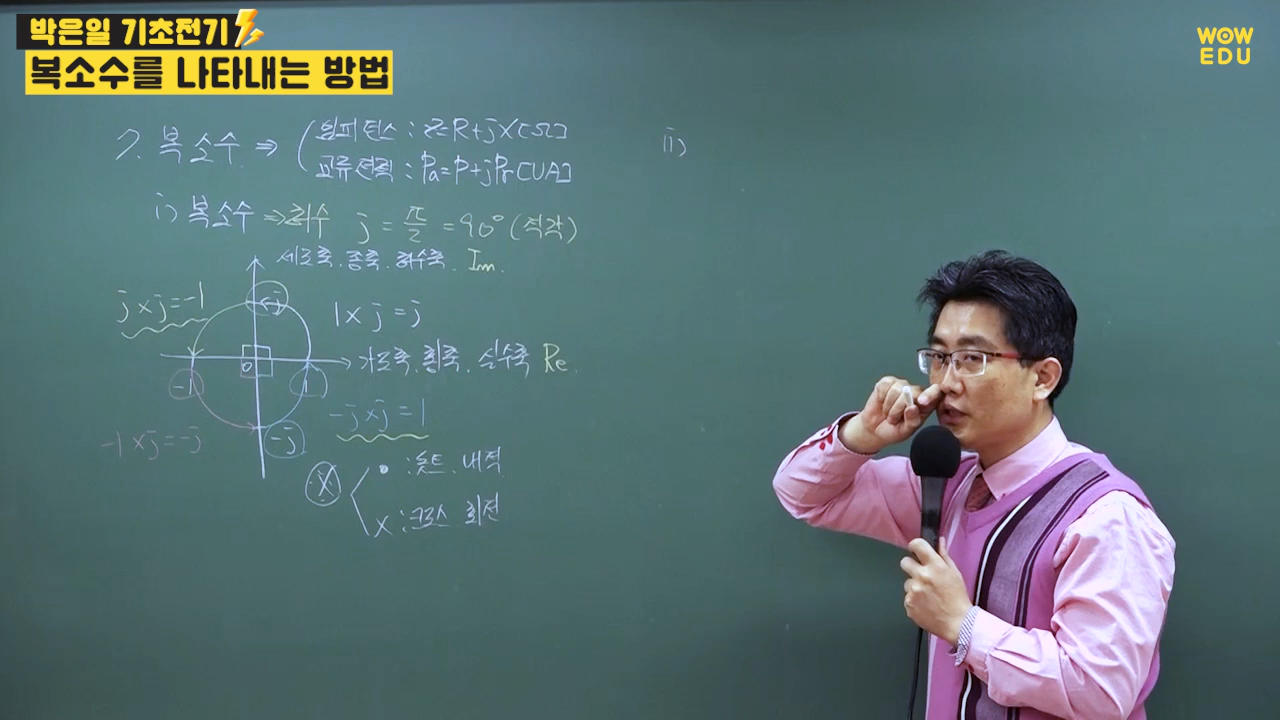 박은일 기초전기
복소수를 나타내는 방법
WOW
EDU
7. 복소수 ⇒
임피던스 : Z=R+jX[Ω]
교류전력 : Pa=P+jPr[VA]
i) 복소수 ⇒ 허수 j = π/2 = 90° (직각)
세로축. 종축. 허수축. Im.
j×j=-1
j
1×j=j
0
가로축. 횡축. 실수축 Re.
-1
1
-j×j=1
-1×j=-j
-j
X
• : 도트. 내적
× : 크로스 회전
ii)